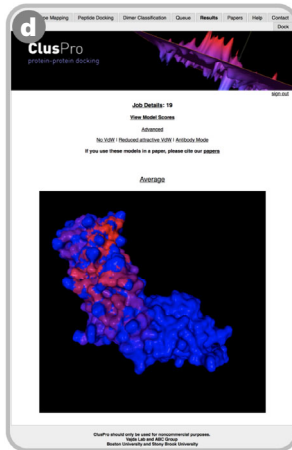 d
Mapping Peptide Docking Dimer Classification Queue Results Papers Help Contact
Dock
ClusPro
protein-protein docking
sign out
Job Details: 19
View Model Scores
Advanced
No VdW / Reduced attractive VdW / Antibody Mode
If you use these models in a paper, please cite our papers
Average
ClusPro should only be used for noncommercial purposes.
Vajda Lab and ABC Group
Boston University and Stony Brook University